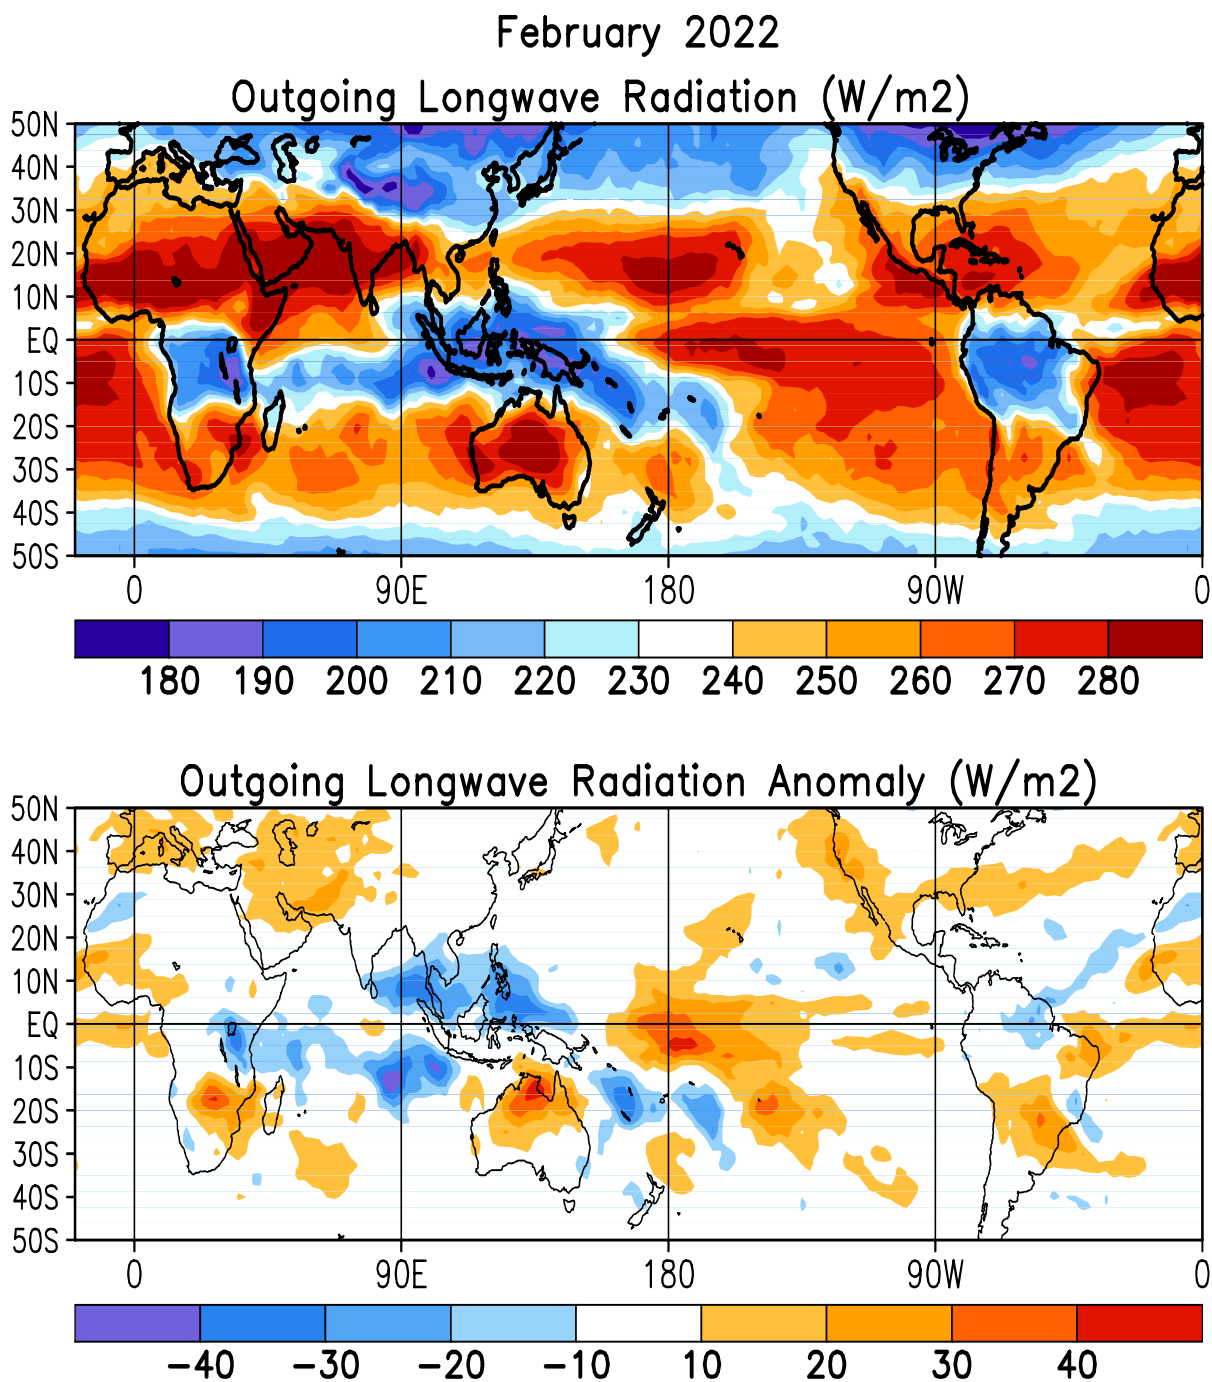 February 2022
Outgoing Longwave Radiation (W/m2)
50N
40N
30N
20N
10N
EQ
10S
20S
30S
40S
50S
0 90E 180 90W 0
180 190 200 210 220 230 240 250 260 270 280
Outgoing Longwave Radiation Anomaly (W/m2)
50N
40N
30N
20N
10N
EQ
10S
20S
30S
40S
50S
0 90E 180 90W 0
−40 −30 −20 −10 10 20 30 40